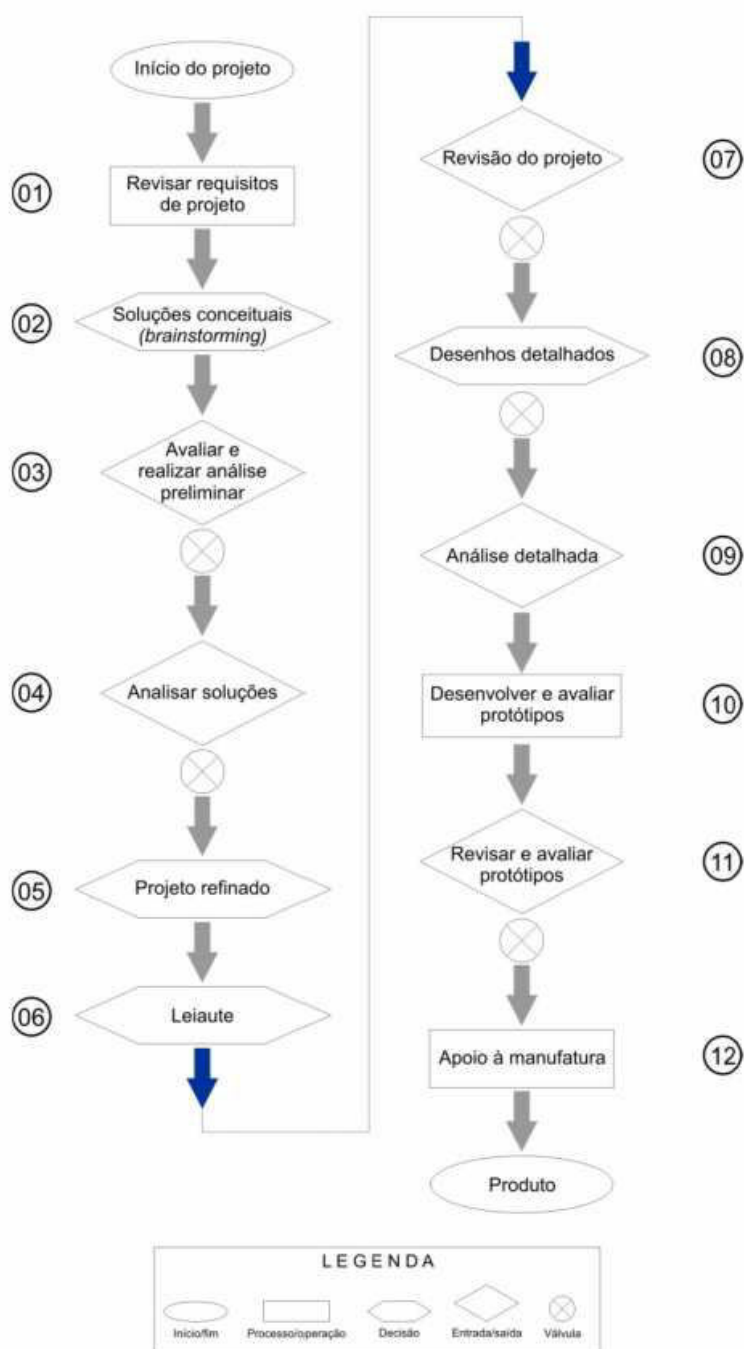 Início do projeto
01
Revisar requisitos
de projeto
02
Soluções conceituais
(brainstorming)
03
Avaliar e
realizar análise
preliminar
04
Analisar soluções
05
Projeto refinado
06
Leiaute
Revisão do projeto
07
Desenhos detalhados
08
Análise detalhada
09
Desenvolver e avaliar
protótipos
10
Revisar e avaliar
protótipos
11
Apoio à manufatura
12
Produto
LEGENDA
Início/fim
Processo/operação
Decisão
Entrada/saída
Válvula